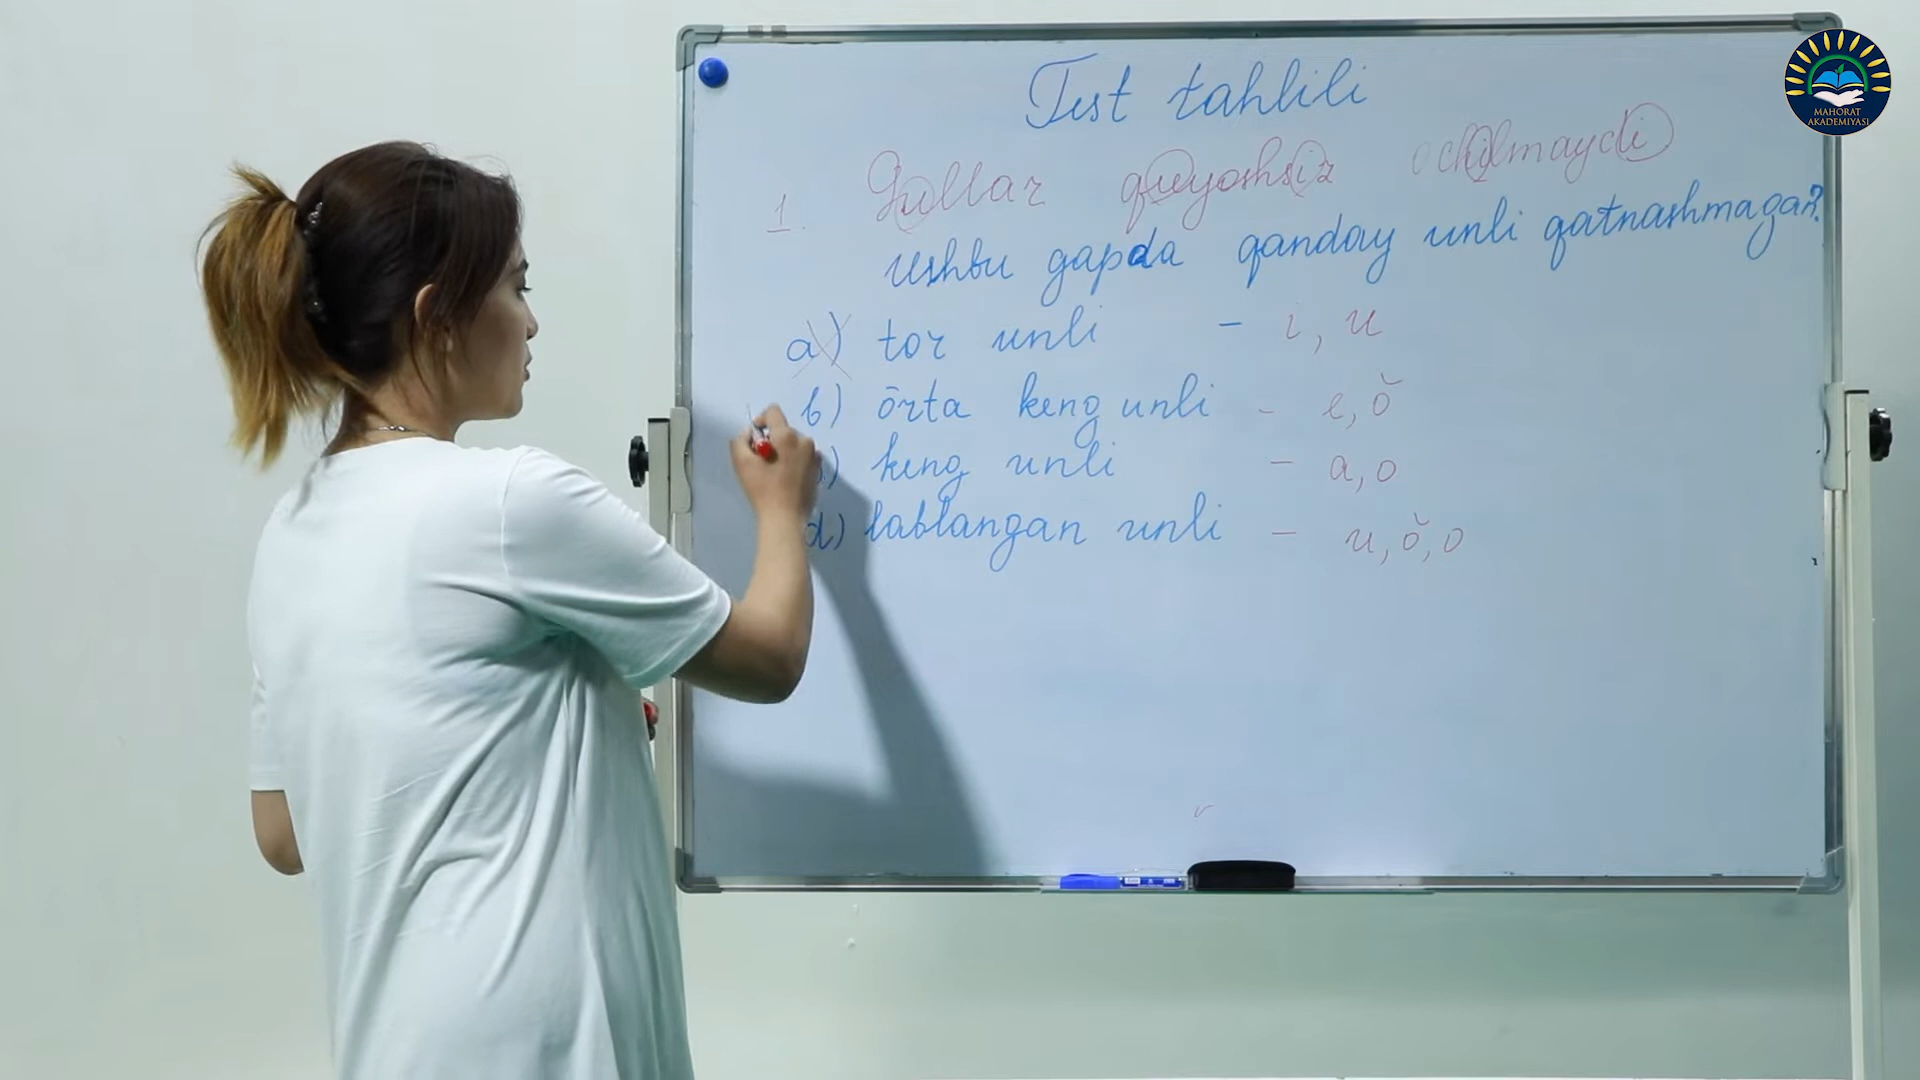 Test tahlili
1. Gullar quyoshsiz ochilmaydi
Ushbu gapda qanday unli qatnashmagan?
a) tor unli - i, u
b) ōrta keng unli - e, ŏ
) keng unli - a, o
d) lablangan unli - u, ŏ, o
MAHORAT
AKADEMIYASI